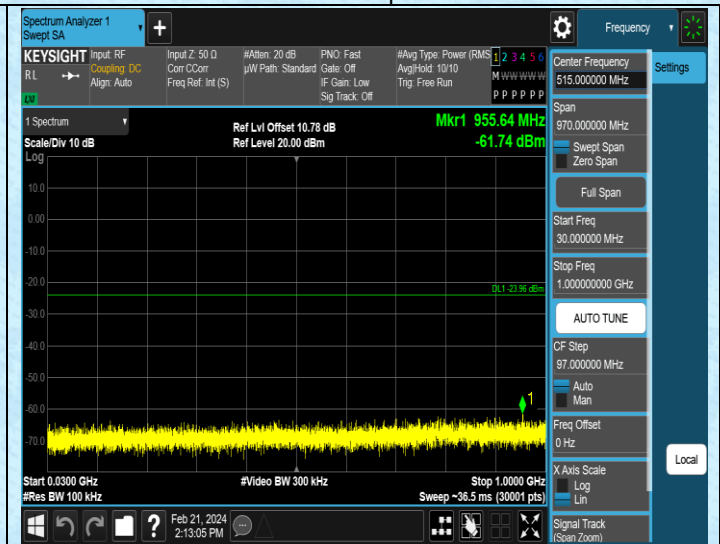 Spectrum Analyzer 1
Swept SA
+
Frequency
KEYSIGHT
RL
LXI
Input: RF
Coupling: DC
Align: Auto
Input Z: 50 Ω
Corr CCorr
Freq Ref: Int (S)
#Atten: 20 dB
µW Path: Standard
PNO: Fast
Gate: Off
IF Gain: Low
Sig Track: Off
#Avg Type: Power (RMS
Avg|Hold: 10/10
Trig: Free Run
1 2 3 4 5 6
M W W W W W
P P P P P P
1 Spectrum
Scale/Div 10 dB
Log
Ref Lvl Offset 10.78 dB
Ref Level 20.00 dBm
Mkr1 955.64 MHz
-61.74 dBm
10.0
0.00
-10.0
-20.0
DL1 -23.96 dBm
-30.0
-40.0
-50.0
1
-60.0
-70.0
Start 0.0300 GHz
#Res BW 100 kHz
#Video BW 300 kHz
Stop 1.0000 GHz
Sweep ~36.5 ms (30001 pts)
Feb 21, 2024
2:13:05 PM
?
Center Frequency
515.000000 MHz
Span
970.000000 MHz
Swept Span
Zero Span
Full Span
Start Freq
30.000000 MHz
Stop Freq
1.000000000 GHz
AUTO TUNE
CF Step
97.000000 MHz
Auto
Man
Freq Offset
0 Hz
X Axis Scale
Log
Lin
Signal Track
(Span Zoom)
Settings
Local